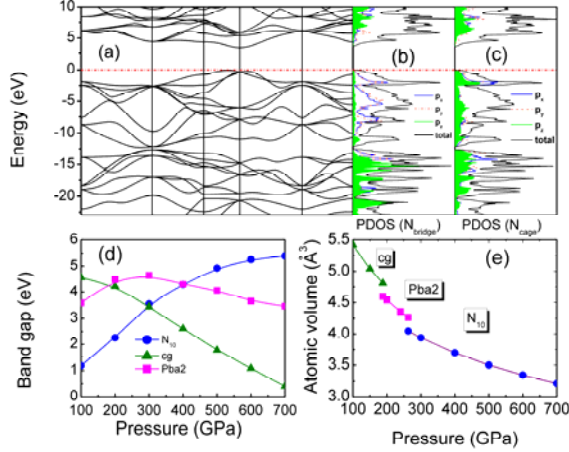 Energy (eV)
10
0
-10
-20
(a)
(b)
(c)
p_x
p_y
p_z
total
p_x
p_y
p_z
total
PDOS (N_bridge)
PDOS (N_cage)
Band gap (eV)
6
5
4
3
2
1
0
(d)
N_10
cg
Pba2
100 200 300 400 500 600 700
Pressure (GPa)
Atomic volume (Å^3)
5.5
5.0
4.5
4.0
3.5
3.0
(e)
cg
Pba2
N_10
100 200 300 400 500 600 700
Pressure (GPa)